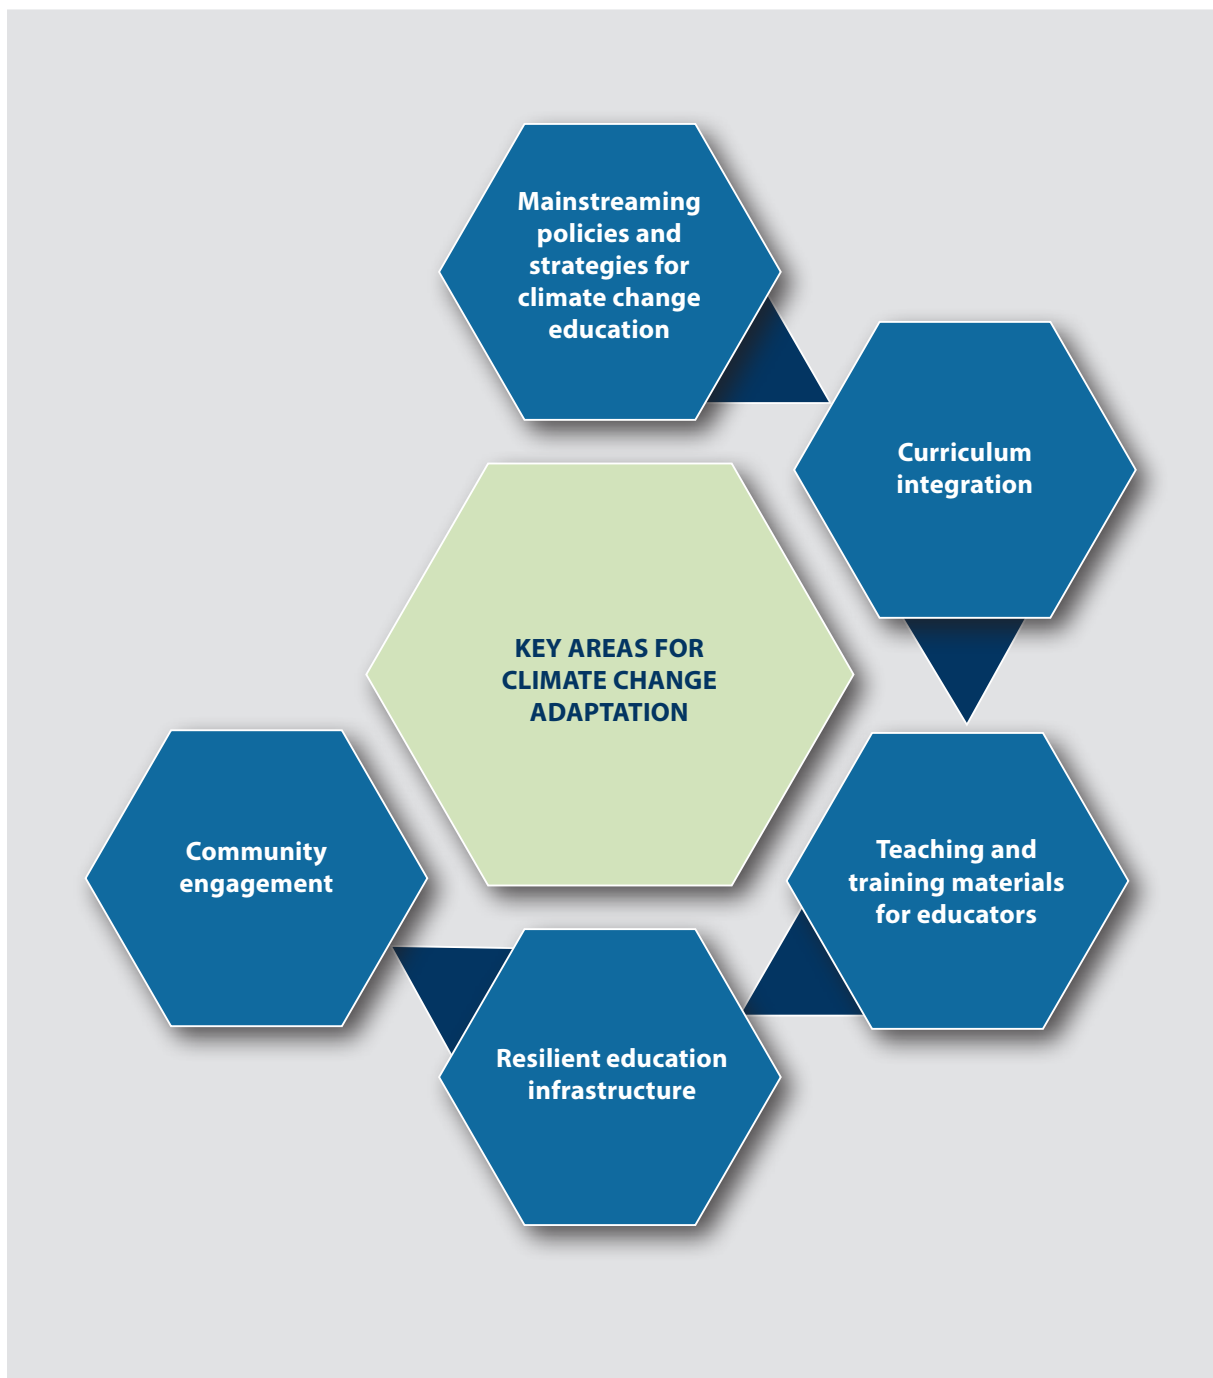 Mainstreaming
policies and
strategies for
climate change
education
Curriculum
integration
KEY AREAS FOR
CLIMATE CHANGE
ADAPTATION
Teaching and
training materials
for educators
Resilient education
infrastructure
Community
engagement